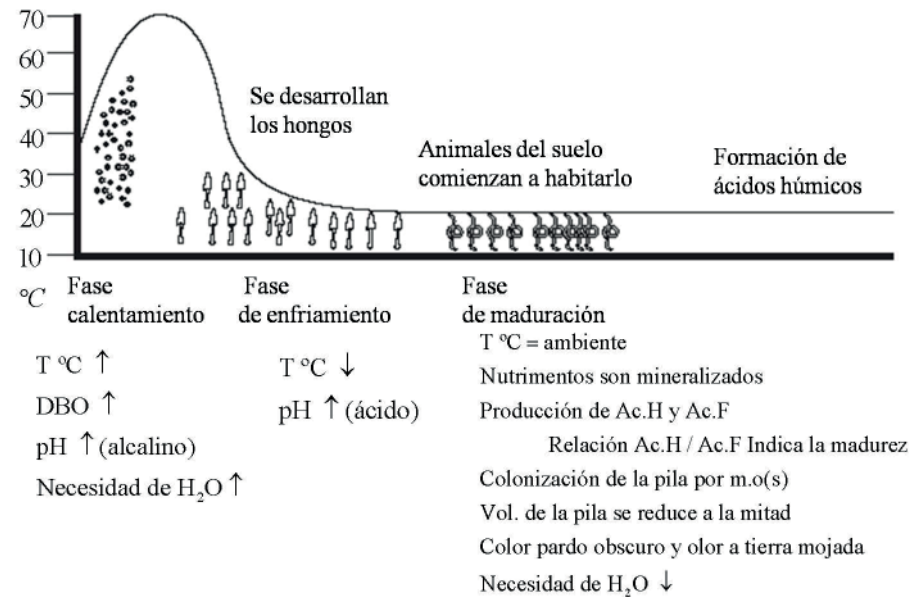 70
60
50
40
30
20
10
°C
Se desarrollan
los hongos
Animales del suelo
comienzan a habitarlo
Formación de
ácidos húmicos
Fase
calentamiento
T ºC ↑
DBO ↑
pH ↑ (alcalino)
Necesidad de H₂O ↑
Fase
de enfriamiento
T ºC ↓
pH ↑ (ácido)
Fase
de maduración
T ºC = ambiente
Nutrimentos son mineralizados
Producción de Ac.H y Ac.F
Relación Ac.H / Ac.F Indica la madurez
Colonización de la pila por m.o(s)
Vol. de la pila se reduce a la mitad
Color pardo obscuro y olor a tierra mojada
Necesidad de H₂O ↓